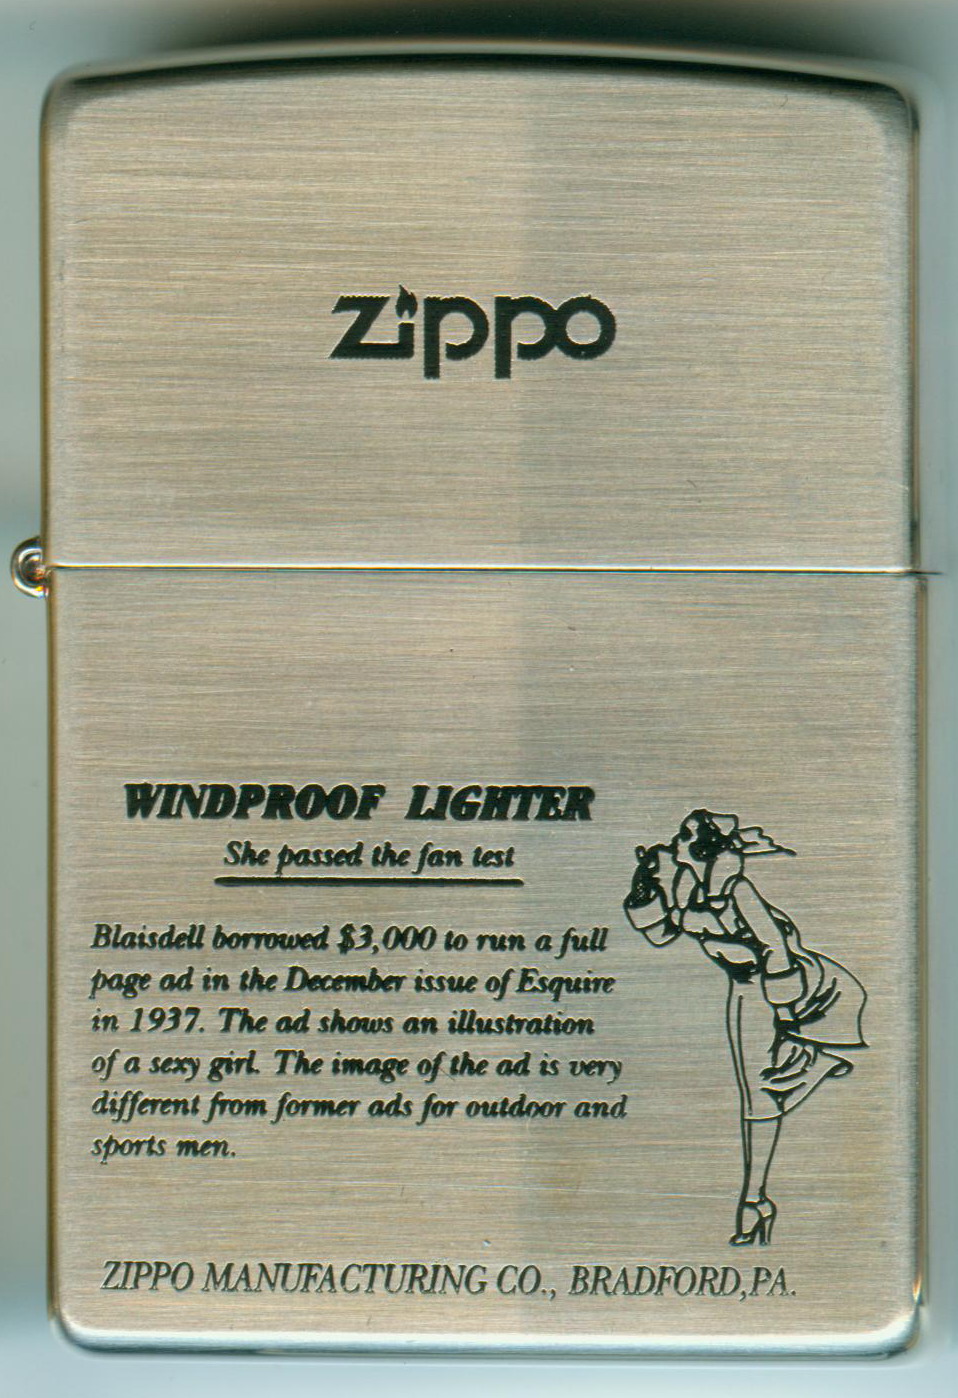 zippo
WINDPROOF LIGHTER
She passed the fan test
Blaisdell borrowed $3,000 to run a full
page ad in the December issue of Esquire
in 1937. The ad shows an illustration
of a sexy girl. The image of the ad is very
different from former ads for outdoor and
sports men.
ZIPPO MANUFACTURING CO., BRADFORD,PA.